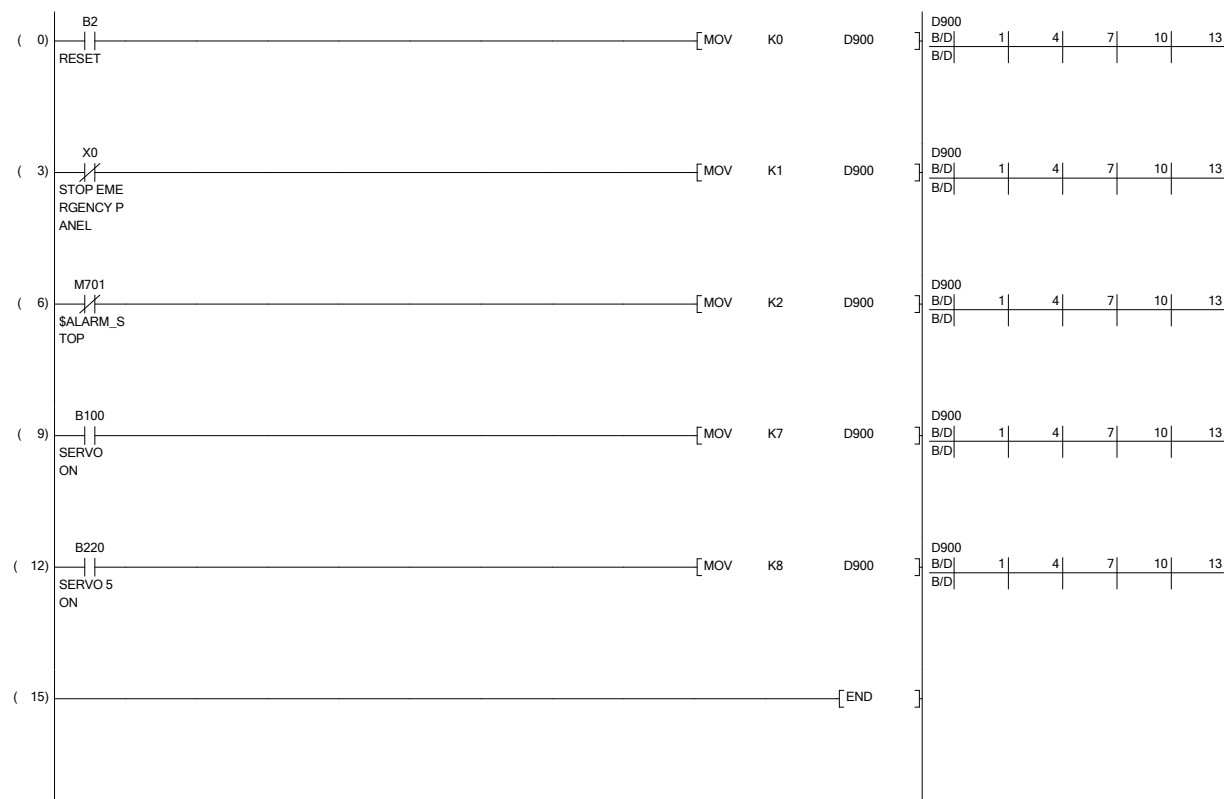 B2
( 0) [MOV K0 D900 ]
RESET
D900
B/D 1 4 7 10 13
B/D
X0
( 3) [MOV K1 D900 ]
STOP EME
RGENCY P
ANEL
D900
B/D 1 4 7 10 13
B/D
M701
( 6) [MOV K2 D900 ]
$ALARM_S
TOP
D900
B/D 1 4 7 10 13
B/D
B100
( 9) [MOV K7 D900 ]
SERVO
ON
D900
B/D 1 4 7 10 13
B/D
B220
( 12) [MOV K8 D900 ]
SERVO 5
ON
D900
B/D 1 4 7 10 13
B/D
( 15) [END ]